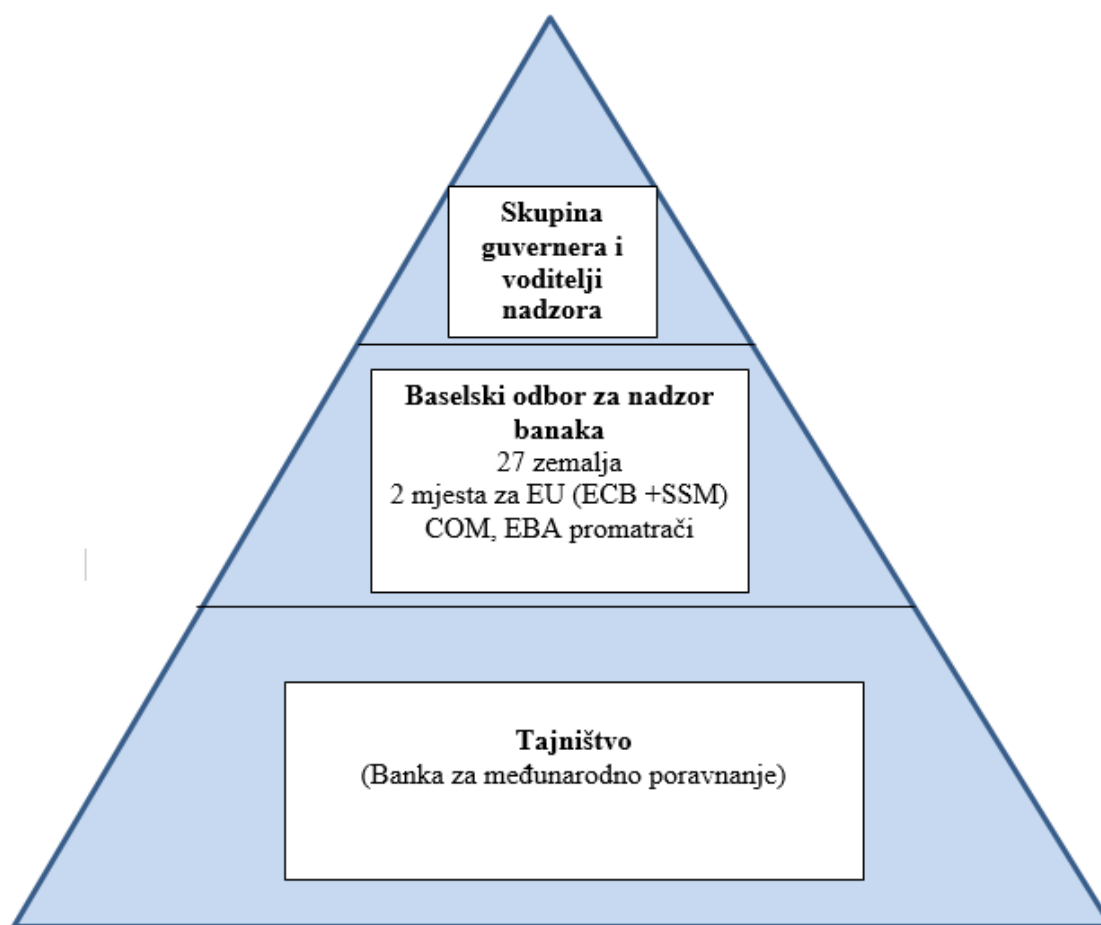 Skupina
guvernera i
voditelji
nadzora
Baselski odbor za nadzor
banaka
27 zemalja
2 mjesta za EU (ECB +SSM)
COM, EBA promatrači
Tajništvo
(Banka za međunarodno poravnanje)